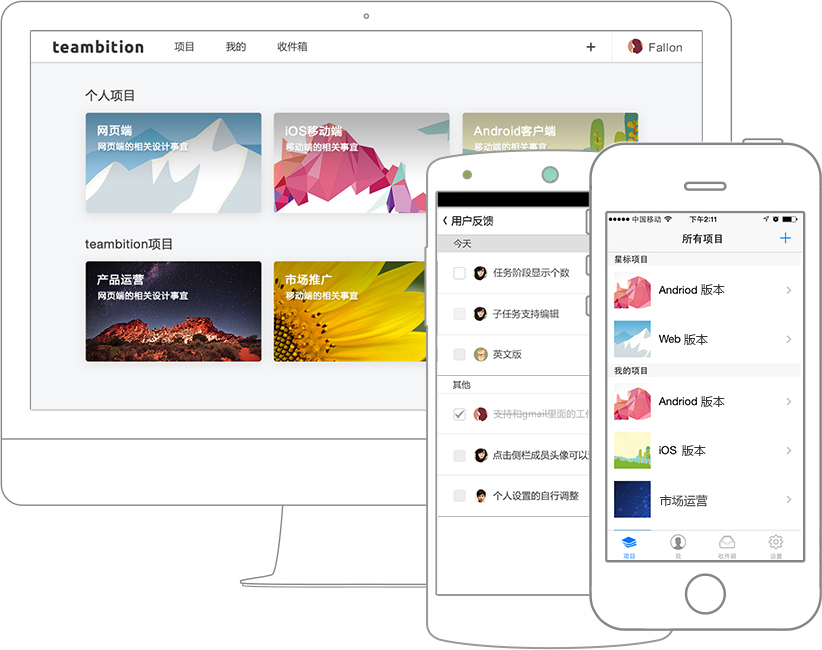 teambition 项目 我的 收件箱 + Fallon
个人项目
网页端
网页端的相关设计事宜
iOS移动端
移动端的相关事宜
Android客户端
移动端的相关事宜
teambition项目
产品运营
网页端的相关设计事宜
市场推广
移动端的相关事宜
用户反馈
今天
任务阶段显示个数
子任务支持编辑
英文版
其他
支持和gmail里面的工
点击侧栏成员头像可以
个人设置的自行调整
中国移动 下午2:11
所有项目 +
星标项目
Andriod 版本
Web 版本
我的项目
Andriod 版本
iOS 版本
市场运营
项目 我 收件箱 设置